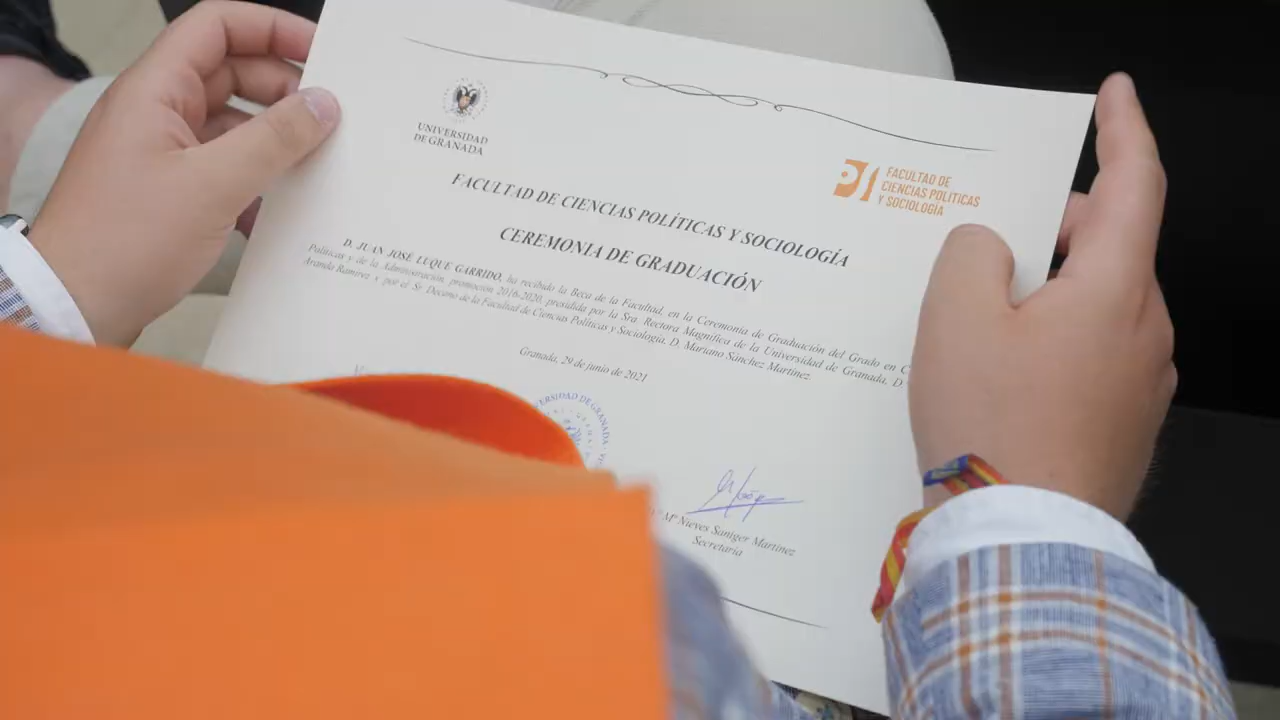 UNIVERSIDAD
DE GRANADA
FACULTAD DE
CIENCIAS POLÍTICAS
Y SOCIOLOGÍA
FACULTAD DE CIENCIAS POLÍTICAS Y SOCIOLOGÍA
CEREMONIA DE GRADUACIÓN
D. JUAN JOSÉ LUQUE GARRIDO, ha recibido la Beca de la Facultad, en la Ceremonia de Graduación del Grado en
Políticas y de la Administración, promoción 2016-2020, presidida por la Sra. Rectora Magnífica de la Universidad de Granada, D
Aranda Ramírez y por el Sr. Decano de la Facultad de Ciencias Políticas y Sociología, D. Mariano Sánchez Martínez.
Granada, 29 de junio de 2021
UNIVERSIDAD DE GRANADA
Mª Nieves Saniger Martínez
Secretaria